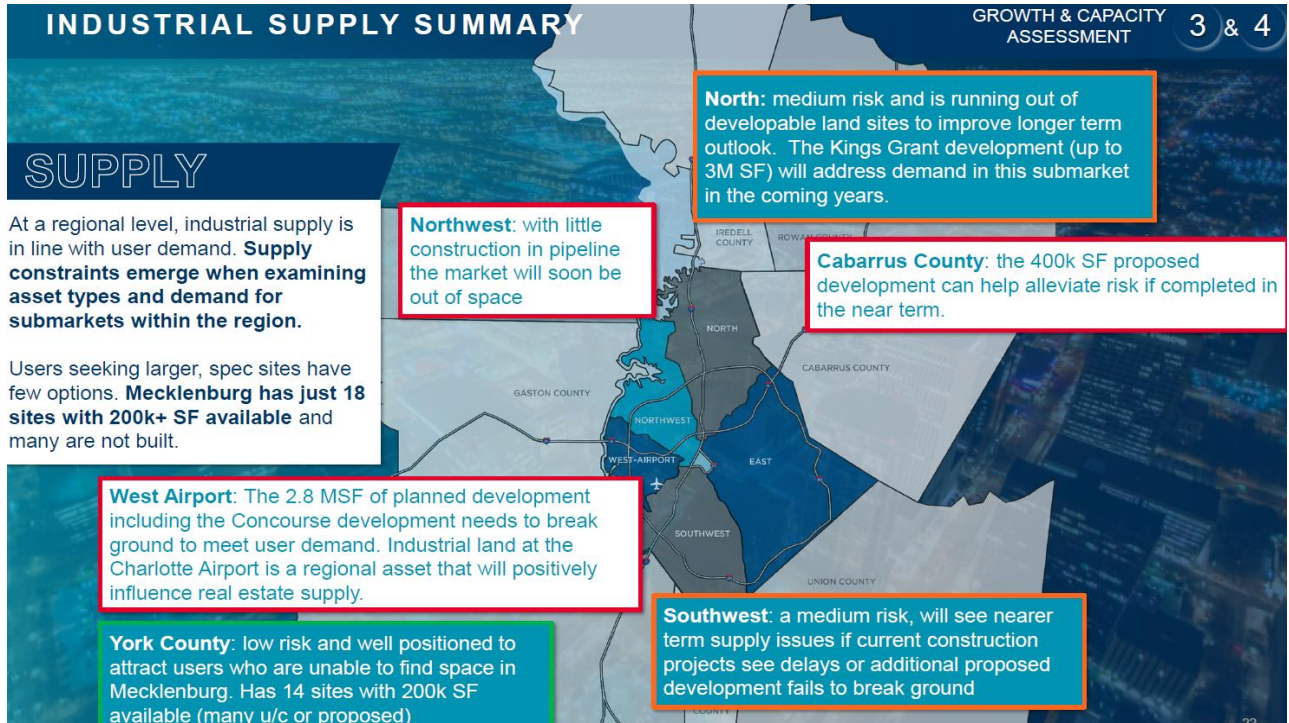 INDUSTRIAL SUPPLY SUMMARY
GROWTH & CAPACITY
ASSESSMENT
3 & 4
SUPPLY
At a regional level, industrial supply is
in line with user demand. Supply
constraints emerge when examining
asset types and demand for
submarkets within the region.
Users seeking larger, spec sites have
few options. Mecklenburg has just 18
sites with 200k+ SF available and
many are not built.
North: medium risk and is running out of
developable land sites to improve longer term
outlook. The Kings Grant development (up to
3M SF) will address demand in this submarket
in the coming years.
Northwest: with little
construction in pipeline
the market will soon be
out of space
IREDELL
COUNTY
ROWAN COUNTY
Cabarrus County: the 400k SF proposed
development can help alleviate risk if completed in
the near term.
NORTH
CABARRUS COUNTY
GASTON COUNTY
NORTHWEST
WEST-AIRPORT
EAST
SOUTHWEST
UNION COUNTY
West Airport: The 2.8 MSF of planned development
including the Concourse development needs to break
ground to meet user demand. Industrial land at the
Charlotte Airport is a regional asset that will positively
influence real estate supply.
York County: low risk and well positioned to
attract users who are unable to find space in
Mecklenburg. Has 14 sites with 200k SF
available (many u/c or proposed)
Southwest: a medium risk, will see nearer
term supply issues if current construction
projects see delays or additional proposed
development fails to break ground
COUNTY